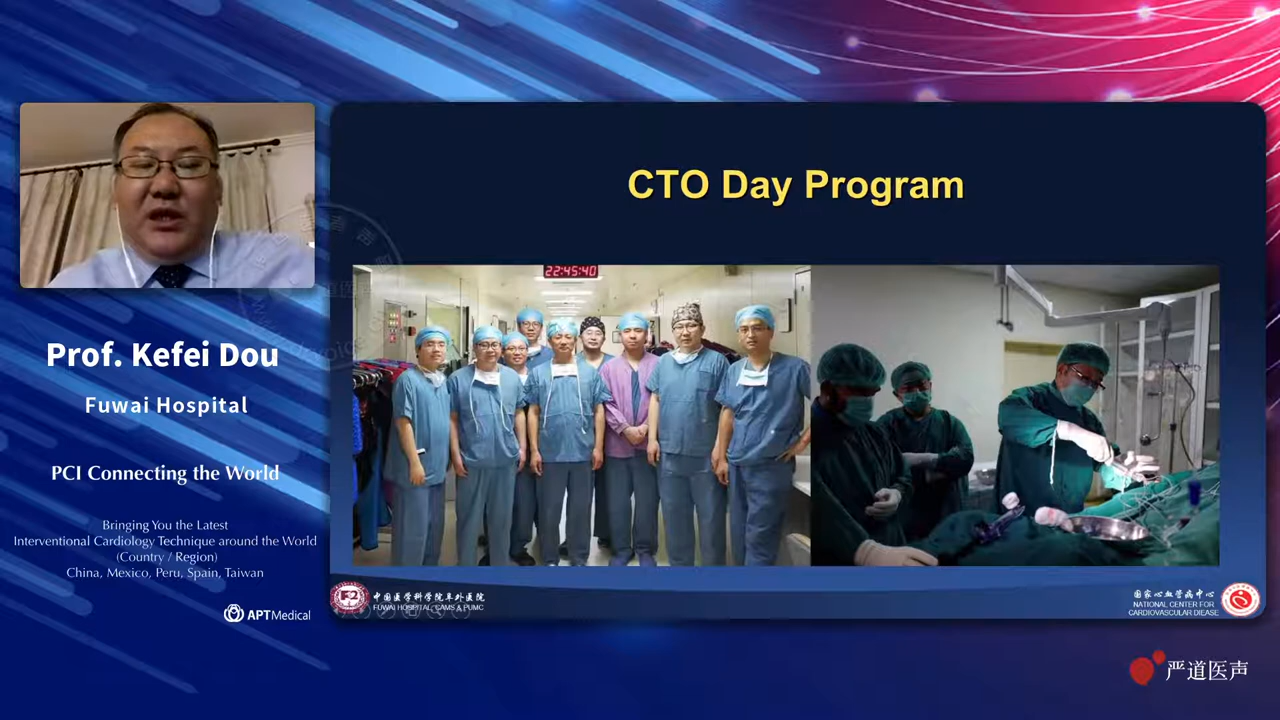 CTO Day Program
22:45:40
Prof. Kefei Dou
Fuwai Hospital
PCI Connecting the World
Bringing You the Latest
Interventional Cardiology Technique around the World
(Country / Region)
China, Mexico, Peru, Spain, Taiwan
APTMedical
中国医学科学院阜外医院
FUWAI HOSPITAL, CAMS & PUMC
国家心血管病中心
NATIONAL CENTER FOR
CARDIOVASCULAR DIEASE
严道医声